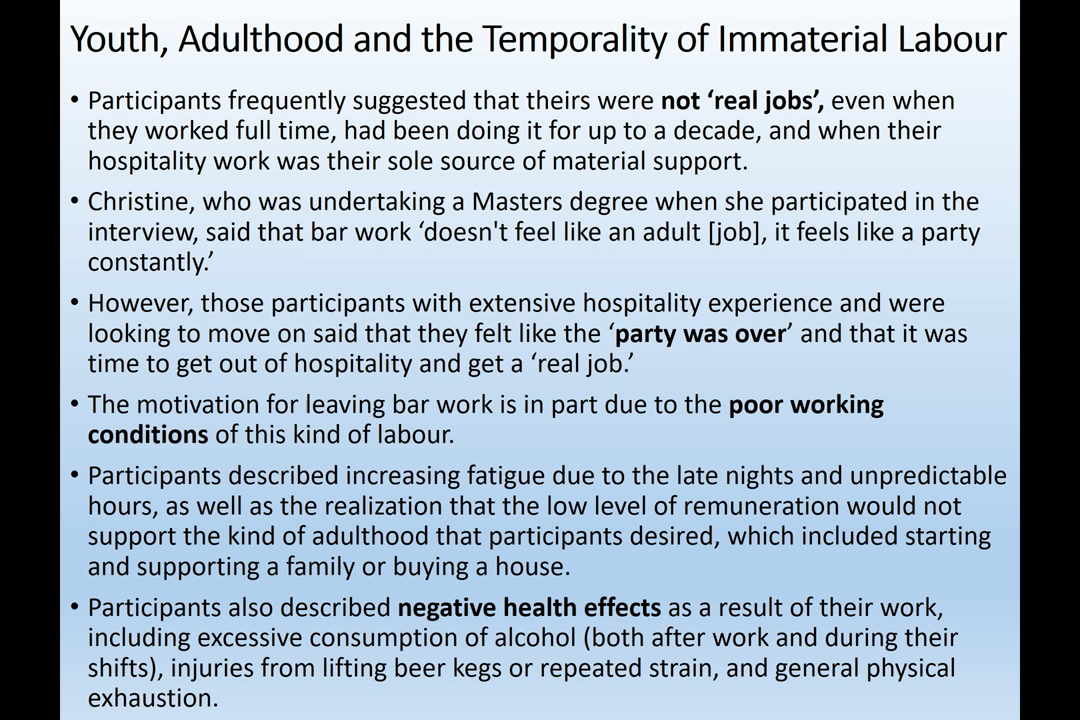 Youth, Adulthood and the Temporality of Immaterial Labour
• Participants frequently suggested that theirs were not ‘real jobs’, even when
they worked full time, had been doing it for up to a decade, and when their
hospitality work was their sole source of material support.
• Christine, who was undertaking a Masters degree when she participated in the
interview, said that bar work ‘doesn't feel like an adult [job], it feels like a party
constantly.’
• However, those participants with extensive hospitality experience and were
looking to move on said that they felt like the ‘party was over’ and that it was
time to get out of hospitality and get a ‘real job.’
• The motivation for leaving bar work is in part due to the poor working
conditions of this kind of labour.
• Participants described increasing fatigue due to the late nights and unpredictable
hours, as well as the realization that the low level of remuneration would not
support the kind of adulthood that participants desired, which included starting
and supporting a family or buying a house.
• Participants also described negative health effects as a result of their work,
including excessive consumption of alcohol (both after work and during their
shifts), injuries from lifting beer kegs or repeated strain, and general physical
exhaustion.